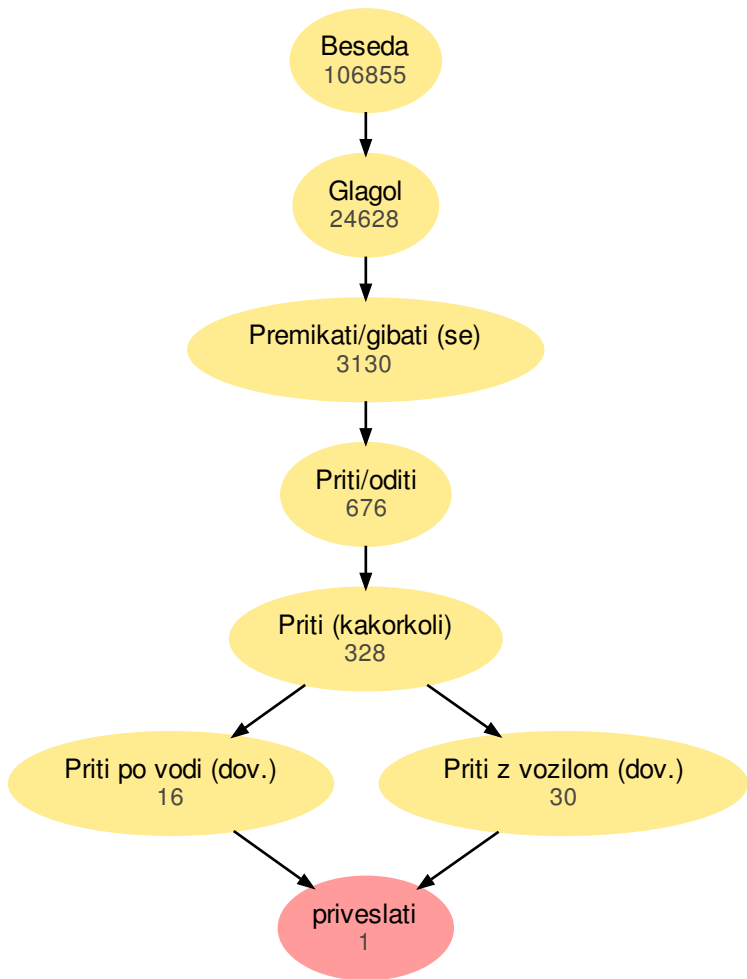 Beseda
106855
Glagol
24628
Premikati/gibati (se)
3130
Priti/oditi
676
Priti (kakorkoli)
328
Priti po vodi (dov.)
16
Priti z vozilom (dov.)
30
priveslati
1